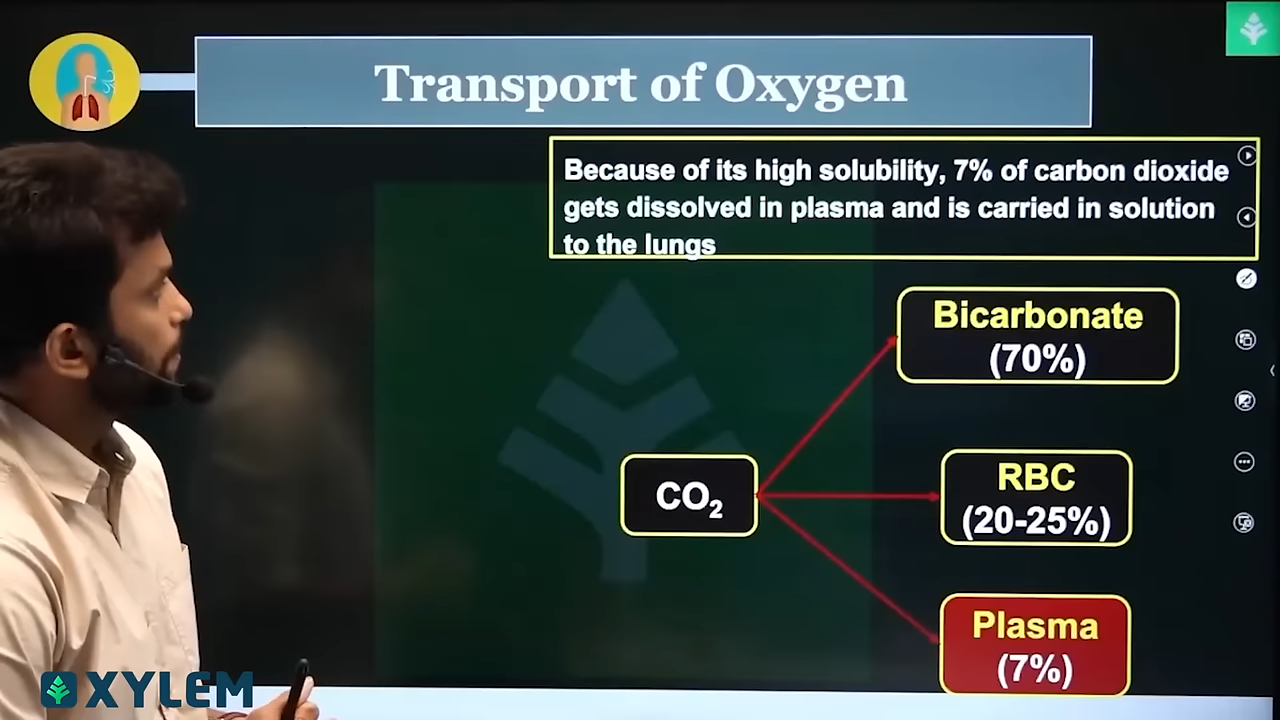 Transport of Oxygen
Because of its high solubility, 7% of carbon dioxide
gets dissolved in plasma and is carried in solution
to the lungs
Bicarbonate
(70%)
CO₂
RBC
(20-25%)
Plasma
(7%)
XYLEM